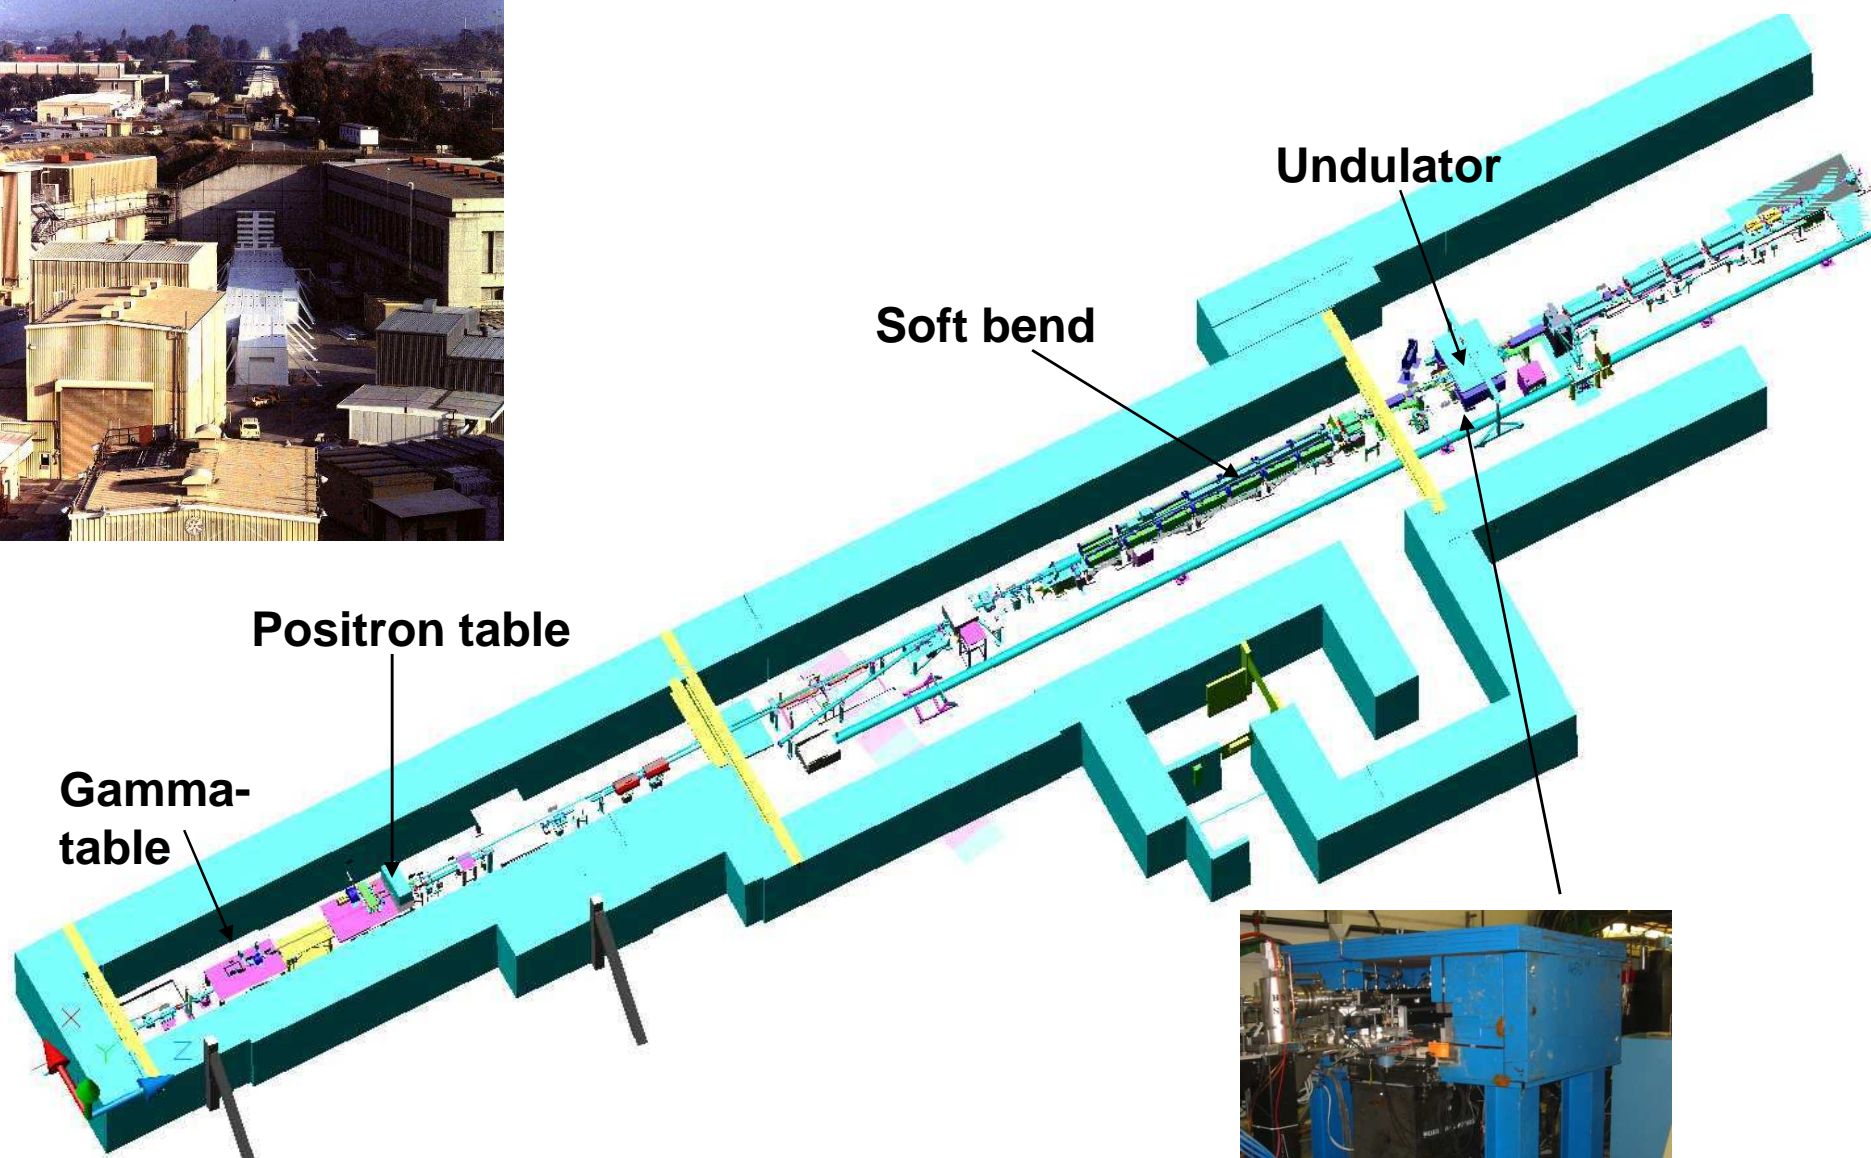 Undulator
Soft bend
Positron table
Gamma-
table
X
Y
Z